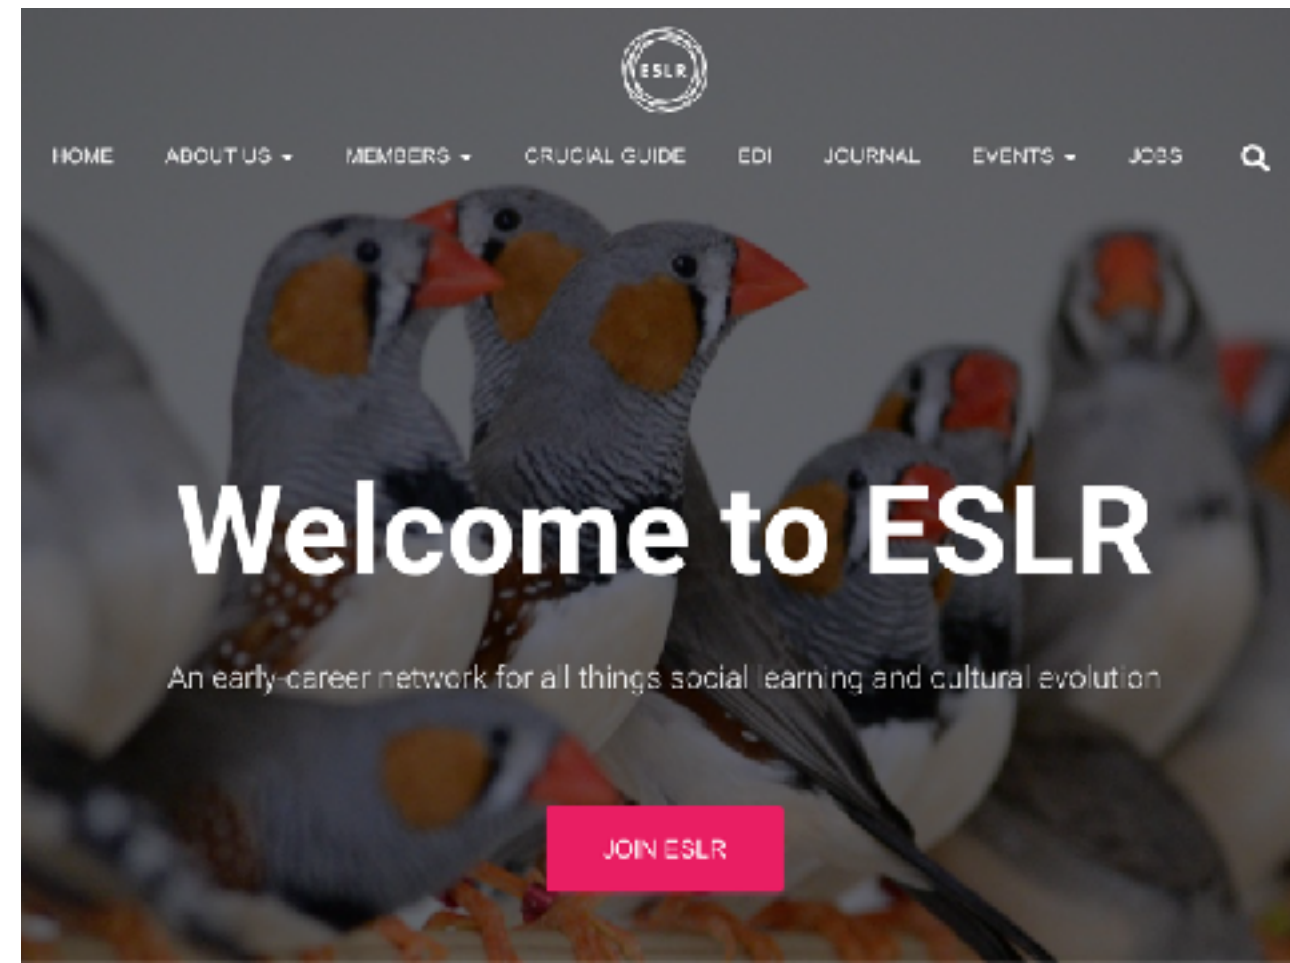 ESLR
HOME ABOUT US MEMBERS CRUCIAL GUIDE EDI JOURNAL EVENTS JOBS
Welcome to ESLR
An early-career network for all things social learning and cultural evolution
JOIN ESLR